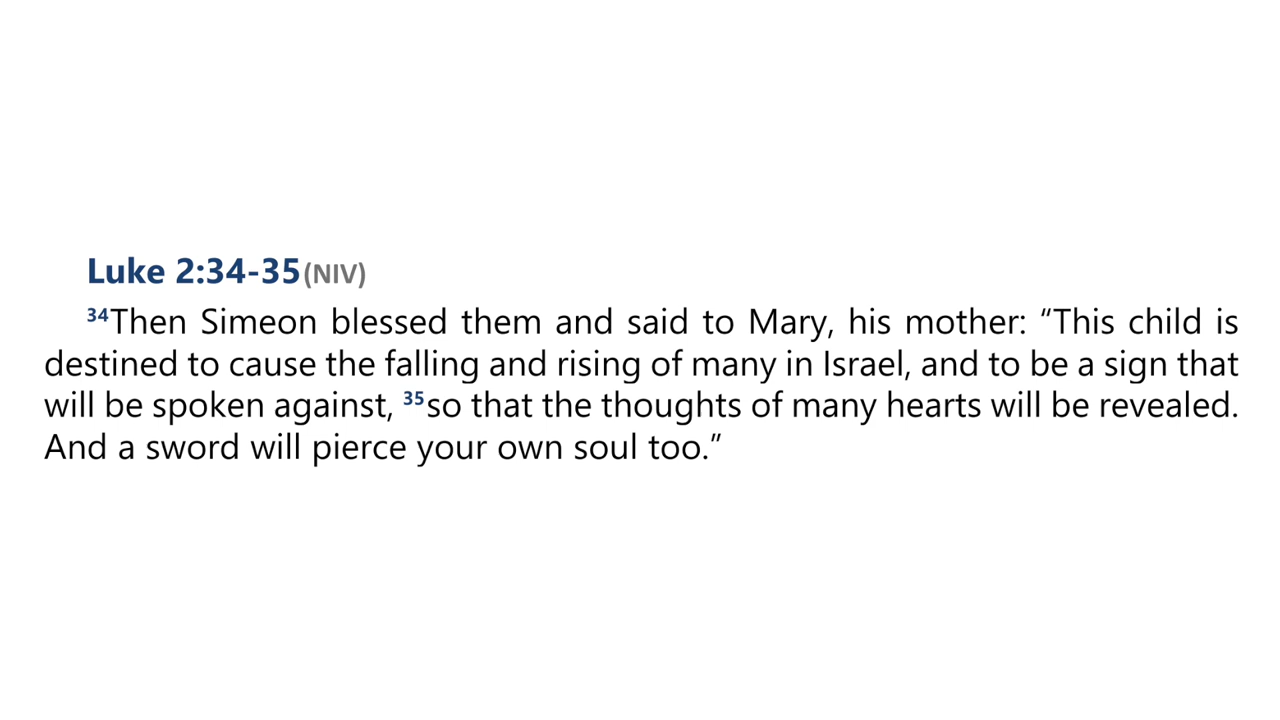 Luke 2:34-35(NIV)
34Then Simeon blessed them and said to Mary, his mother: “This child is
destined to cause the falling and rising of many in Israel, and to be a sign that
will be spoken against, 35so that the thoughts of many hearts will be revealed.
And a sword will pierce your own soul too.”